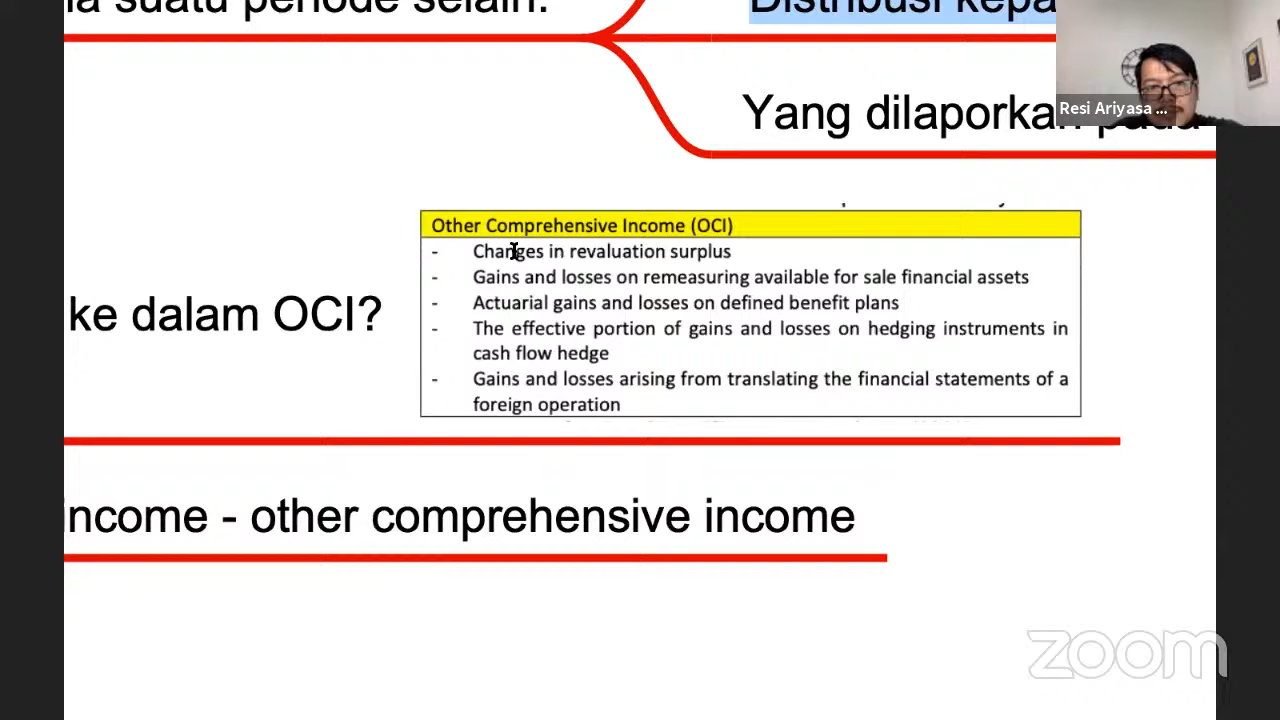 suatu periode selain:
Distribusi kepa
Yang dilaporkan pada
Resi Ariyasa ...
Other Comprehensive Income (OCI)
- Changes in revaluation surplus
- Gains and losses on remeasuring available for sale financial assets
- Actuarial gains and losses on defined benefit plans
- The effective portion of gains and losses on hedging instruments in
cash flow hedge
- Gains and losses arising from translating the financial statements of a
foreign operation
ke dalam OCI?
income - other comprehensive income
zoom